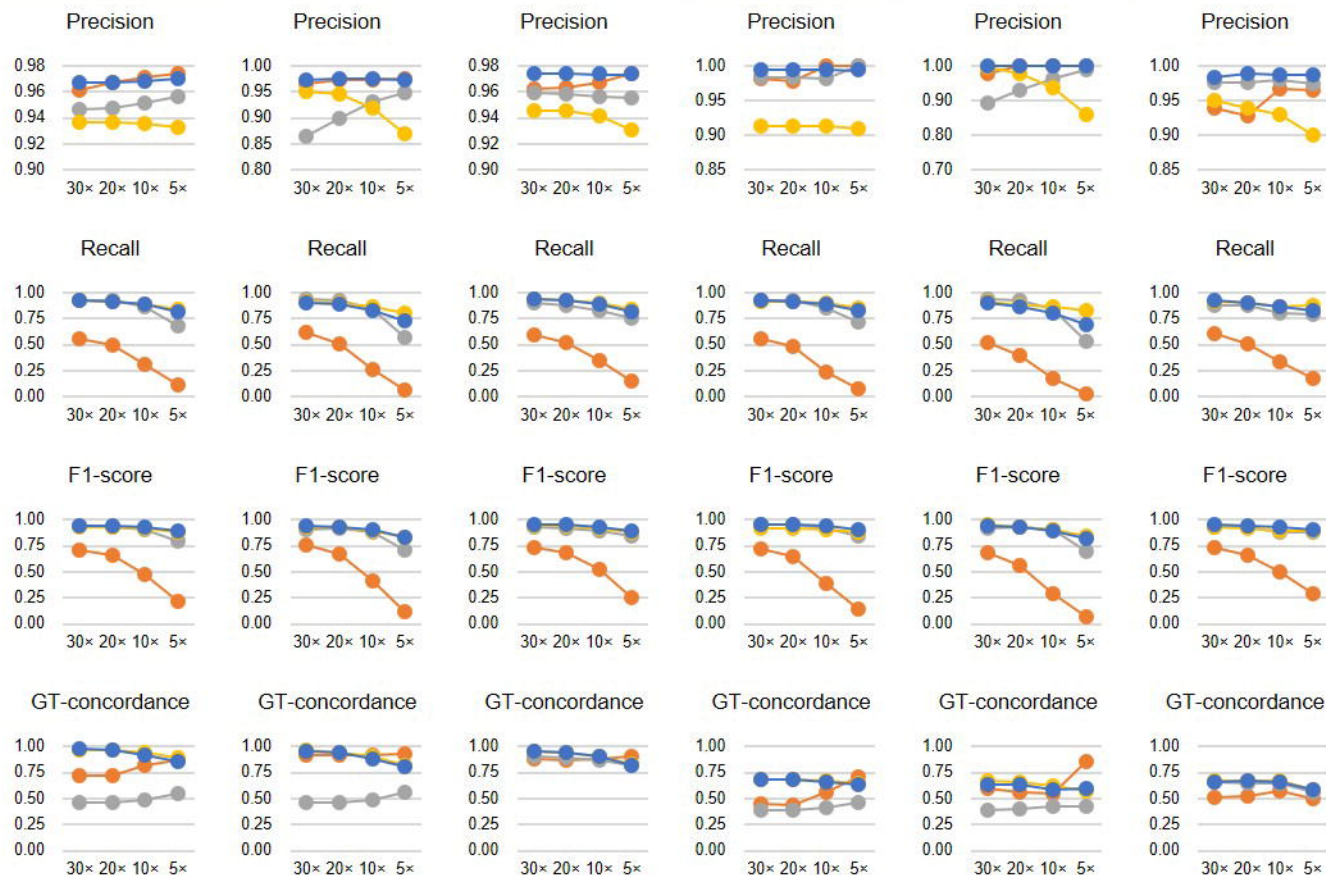 Precision Precision Precision Precision Precision Precision
0.98 1.00 0.98 1.00 1.00 1.00
0.96 0.95 0.96 0.95 0.90 0.95
0.94 0.90 0.94 0.90 0.80 0.90
0.92 0.85 0.92
0.90 0.80 0.90 0.85 0.70 0.85
30× 20× 10× 5× 30× 20× 10× 5× 30× 20× 10× 5× 30× 20× 10× 5× 30× 20× 10× 5× 30× 20× 10× 5×
Recall Recall Recall Recall Recall Recall
1.00 1.00 1.00 1.00 1.00 1.00
0.75 0.75 0.75 0.75 0.75 0.75
0.50 0.50 0.50 0.50 0.50 0.50
0.25 0.25 0.25 0.25 0.25 0.25
0.00 0.00 0.00 0.00 0.00 0.00
30× 20× 10× 5× 30× 20× 10× 5× 30× 20× 10× 5× 30× 20× 10× 5× 30× 20× 10× 5× 30× 20× 10× 5×
F1-score F1-score F1-score F1-score F1-score F1-score
1.00 1.00 1.00 1.00 1.00 1.00
0.75 0.75 0.75 0.75 0.75 0.75
0.50 0.50 0.50 0.50 0.50 0.50
0.25 0.25 0.25 0.25 0.25 0.25
0.00 0.00 0.00 0.00 0.00 0.00
30× 20× 10× 5× 30× 20× 10× 5× 30× 20× 10× 5× 30× 20× 10× 5× 30× 20× 10× 5× 30× 20× 10× 5×
GT-concordance GT-concordance GT-concordance GT-concordance GT-concordance GT-concordance
1.00 1.00 1.00 1.00 1.00 1.00
0.75 0.75 0.75 0.75 0.75 0.75
0.50 0.50 0.50 0.50 0.50 0.50
0.25 0.25 0.25 0.25 0.25 0.25
0.00 0.00 0.00 0.00 0.00 0.00
30× 20× 10× 5× 30× 20× 10× 5× 30× 20× 10× 5× 30× 20× 10× 5× 30× 20× 10× 5× 30× 20× 10× 5×